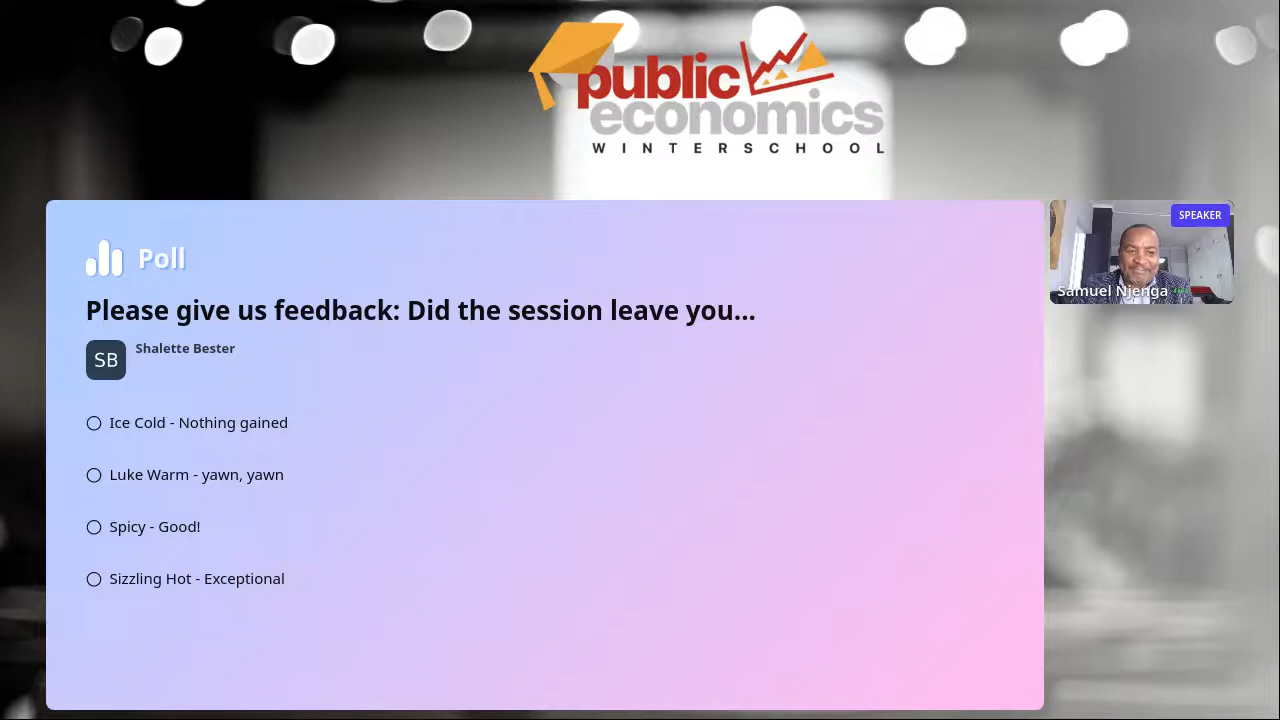 public
economics
WINTERSCHOOL
SPEAKER
Samuel Njenga
Poll
Please give us feedback: Did the session leave you...
SB
Shalette Bester
Ice Cold - Nothing gained
Luke Warm - yawn, yawn
Spicy - Good!
Sizzling Hot - Exceptional